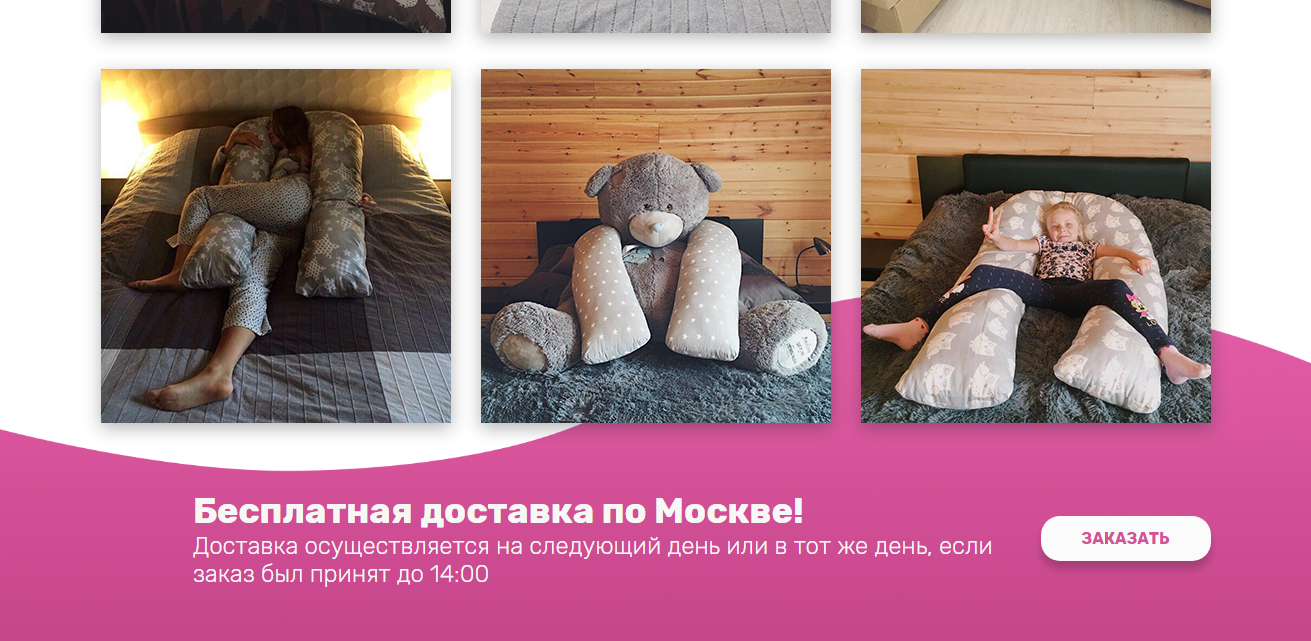 Бесплатная доставка по Москве!
Доставка осуществляется на следующий день или в тот же день, если
заказ был принят до 14:00
ЗАКАЗАТЬ